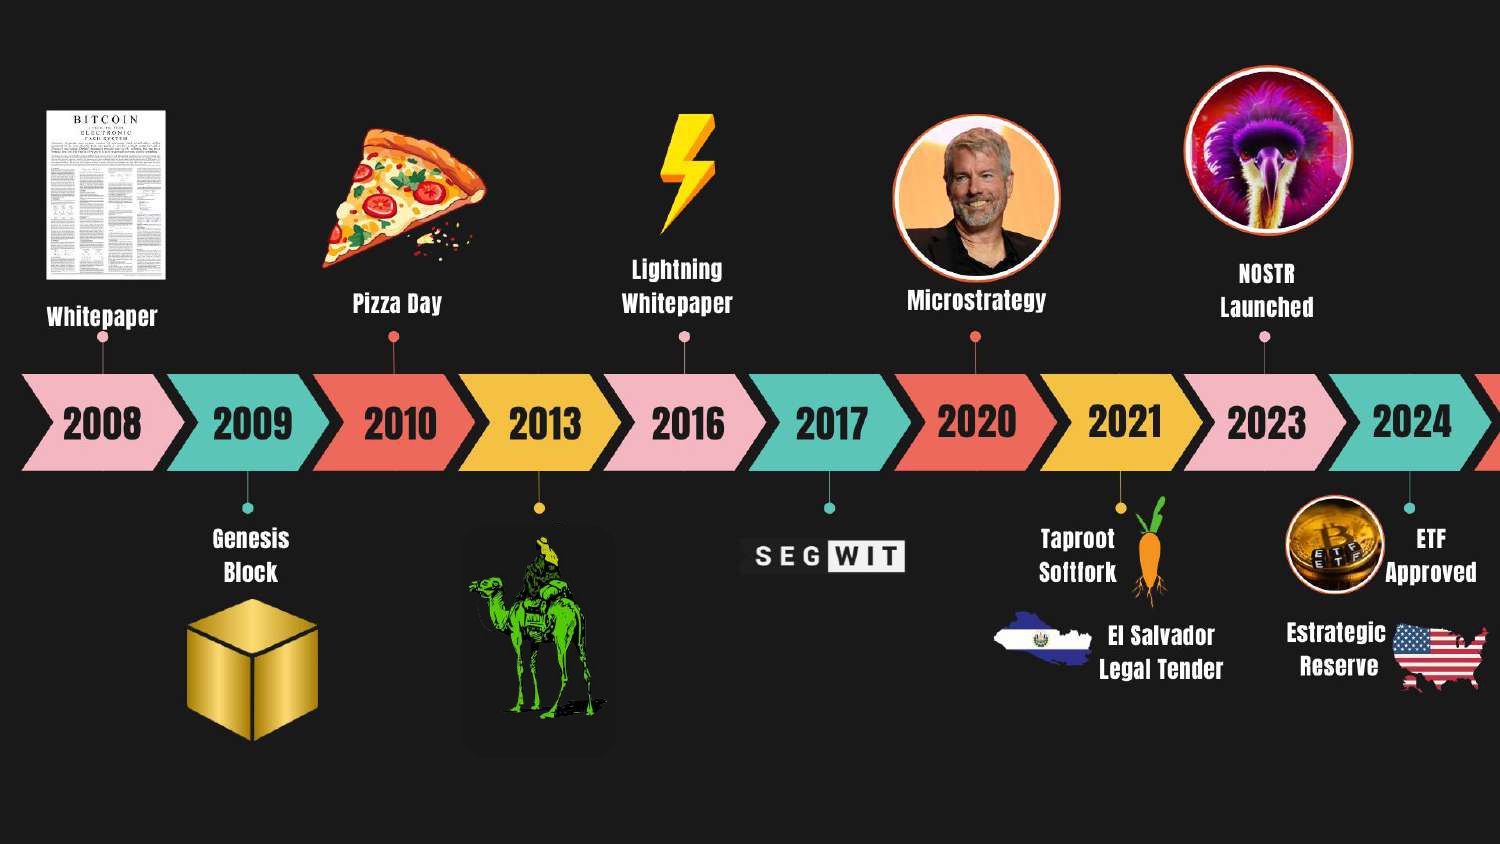 BITCOIN
ELECTRONIC
CASH SYSTEM
Whitepaper
Pizza Day
Lightning
Whitepaper
Microstrategy
NOSTR
Launched
2008
2009
2010
2013
2016
2017
2020
2021
2023
2024
Genesis
Block
SEGWIT
Taproot
Softfork
El Salvador
Legal Tender
ETF
ETF
ETF
Approved
Estrategic
Reserve